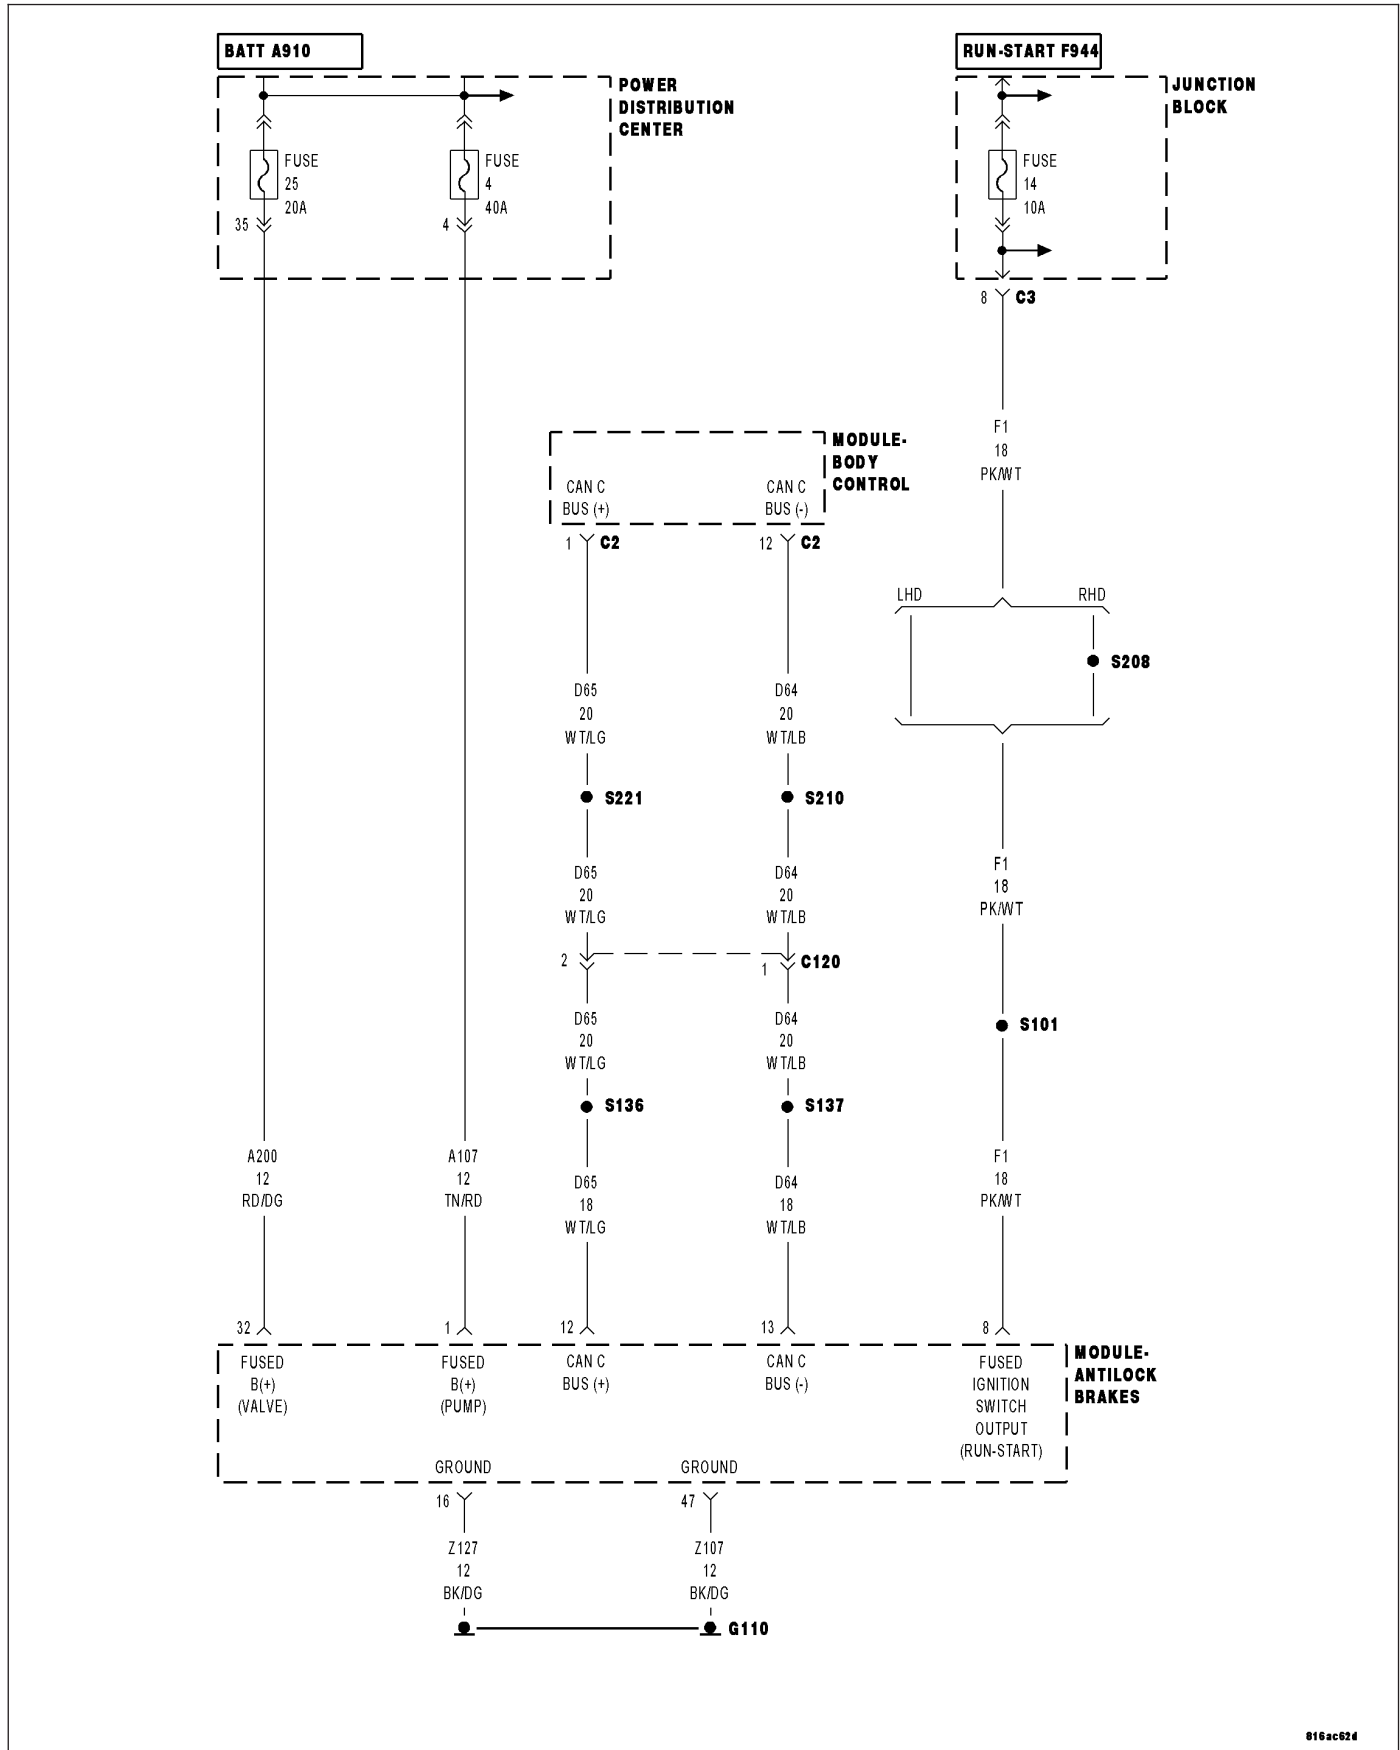 BATT A910
RUN-START F944
POWER
DISTRIBUTION
CENTER
JUNCTION
BLOCK
FUSE
25
20A
35
FUSE
4
40A
4
FUSE
14
10A
8
C3
F1
18
PK/WT
MODULE-
BODY
CONTROL
CAN C
BUS (+)
CAN C
BUS (-)
1
C2
12
C2
LHD
RHD
S208
D65
20
WT/LG
D64
20
WT/LB
S221
S210
D65
20
WT/LG
D64
20
WT/LB
F1
18
PK/WT
2
1
C120
D65
20
WT/LG
D64
20
WT/LB
S101
S136
S137
A200
12
RD/DG
A107
12
TN/RD
D65
18
WT/LG
D64
18
WT/LB
F1
18
PK/WT
32
1
12
13
8
FUSED
B(+)
(VALVE)
FUSED
B(+)
(PUMP)
CAN C
BUS (+)
CAN C
BUS (-)
FUSED
IGNITION
SWITCH
OUTPUT
(RUN-START)
MODULE-
ANTILOCK
BRAKES
GROUND
GROUND
16
47
Z127
12
BK/DG
Z107
12
BK/DG
G110
816ac62d